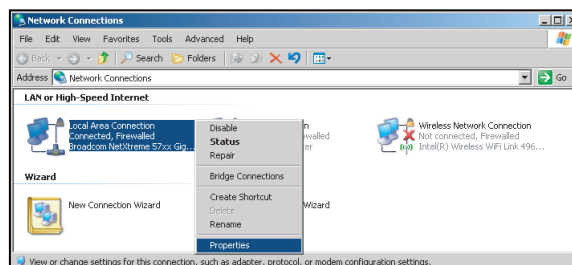 Network Connections
File Edit View Favorites Tools Advanced Help
Back Search Folders
Address Network Connections Go
LAN or High-Speed Internet
Local Area Connection
Connected, Firewalled
Broadcom NetXtreme 57xx Gig...
Disable
Status
Repair
Bridge Connections
Create Shortcut
Delete
Rename
Properties
Wireless Network Connection
Not connected, Firewalled
Intel(R) Wireless WiFi Link 496...
Wizard
New Connection Wizard
Wizard
View or change settings for this connection, such as adapter, protocol, or modem configuration settings.